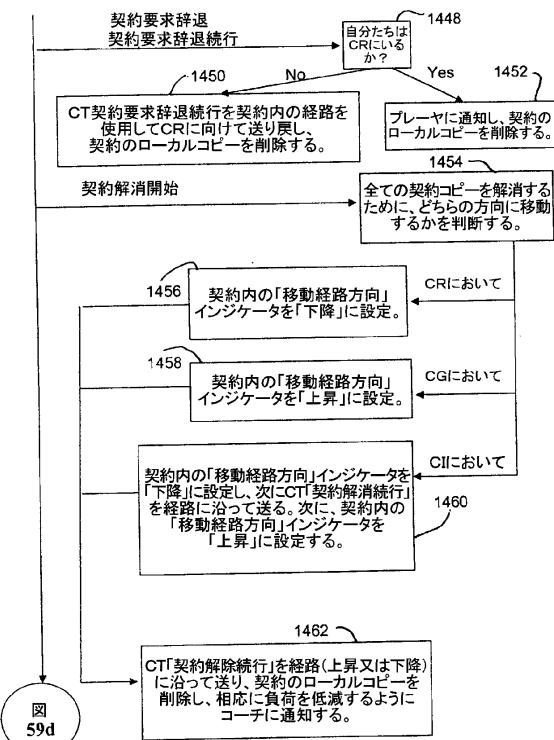 契約要求辞退
契約要求辞退続行
1448
自分たちは
CRにいる
か?
No
Yes
1450
CT契約要求辞退続行を契約内の経路を
使用してCRに向けて送り戻し、
契約のローカルコピーを削除する。
1452
プレーヤに通知し、契約の
ローカルコピーを削除する。
契約解消開始
1454
全ての契約コピーを解消する
ために、どちらの方向に移動
するかを判断する。
1456
契約内の「移動経路方向」
インジケータを「下降」に設定。
CRにおいて
1458
契約内の「移動経路方向」
インジケータを「上昇」に設定。
CGにおいて
CIIにおいて
契約内の「移動経路方向」インジケータを
「下降」に設定し、次にCT「契約解消続行」
を経路に沿って送る。次に、契約内の
「移動経路方向」インジケータを
「上昇」に設定する。
1460
1462
CT「契約解除続行」を経路(上昇又は下降)
に沿って送り、契約のローカルコピーを
削除し、相応に負荷を低減するように
コーチに通知する。
図
59d